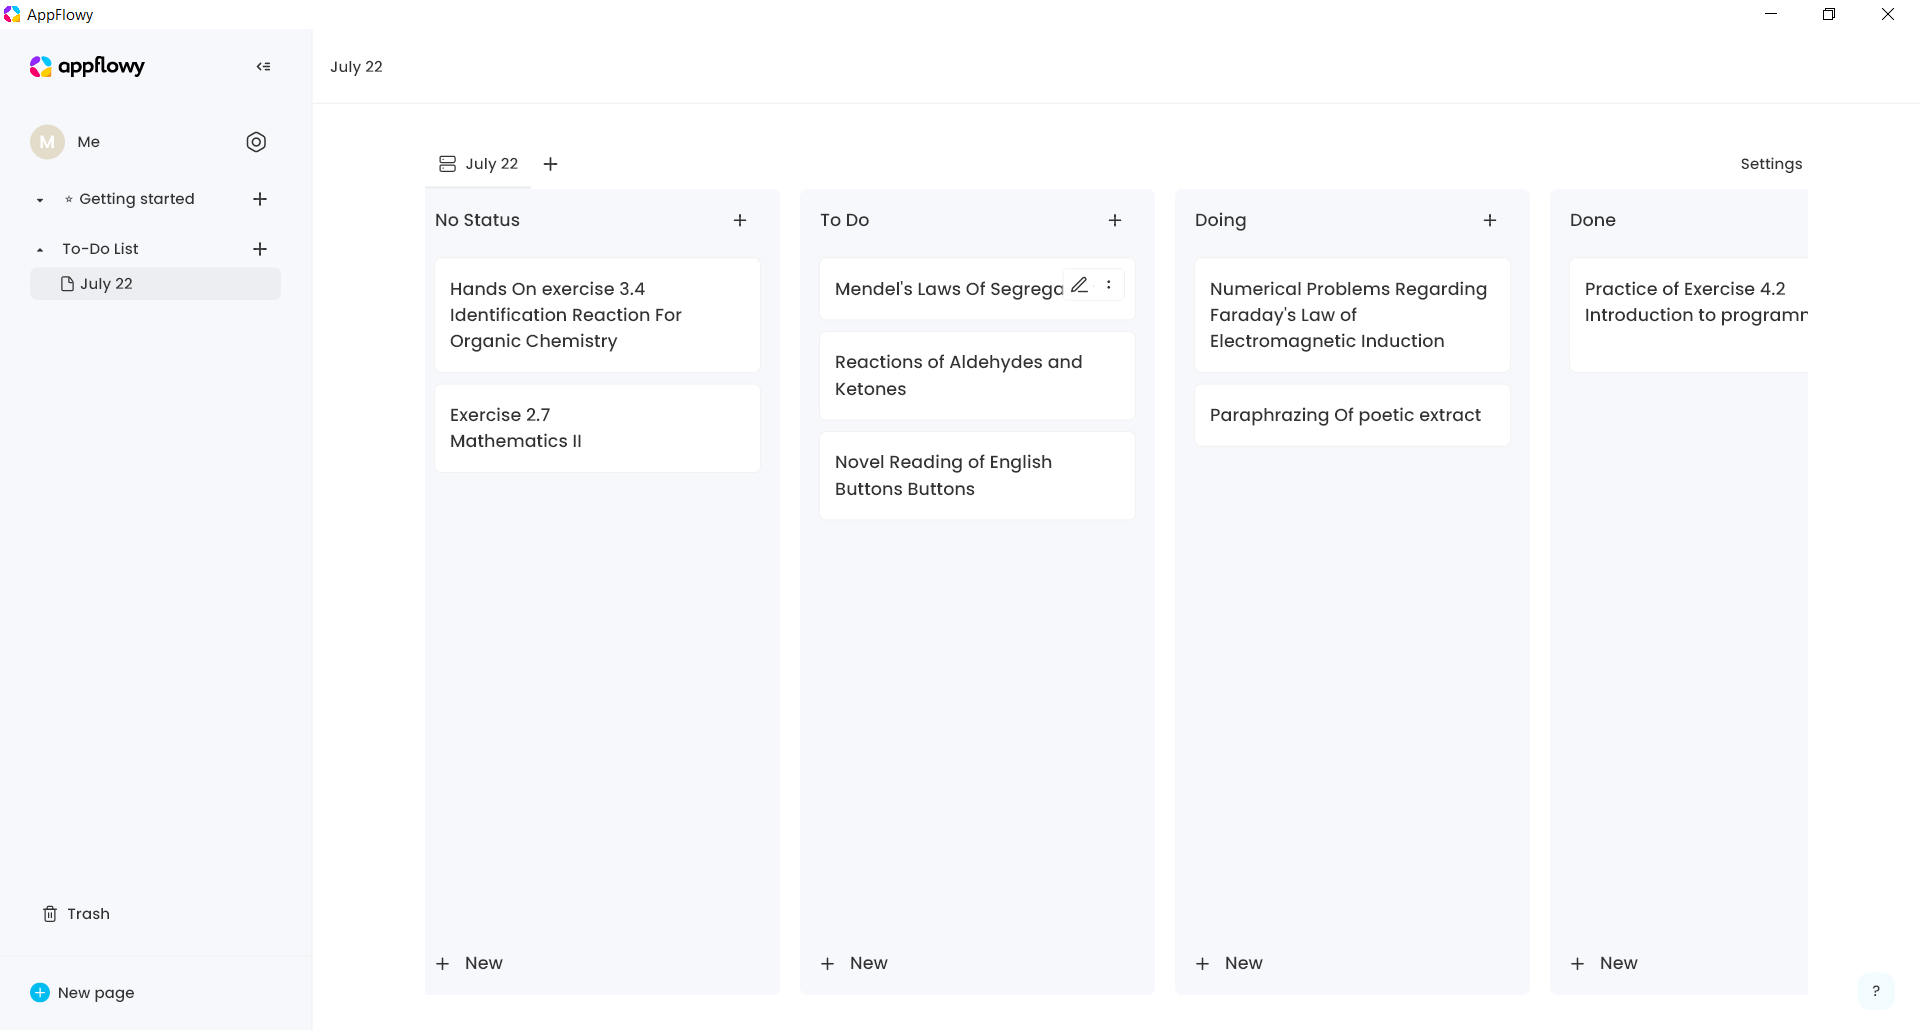 AppFlowy
appflowy
July 22
M Me
Getting started
To-Do List
July 22
Trash
New page
July 22
Settings
No Status
Hands On exercise 3.4
Identification Reaction For
Organic Chemistry
Exercise 2.7
Mathematics II
New
To Do
Mendel's Laws Of
Reactions of Aldehydes and
Ketones
Novel Reading of English
Buttons Buttons
New
Doing
Numerical Problems Regarding
Faraday's Law of
Electromagnetic Induction
Paraphrazing Of poetic extract
New
Done
Practice of Exercise 4.2
Introduction to
New
?